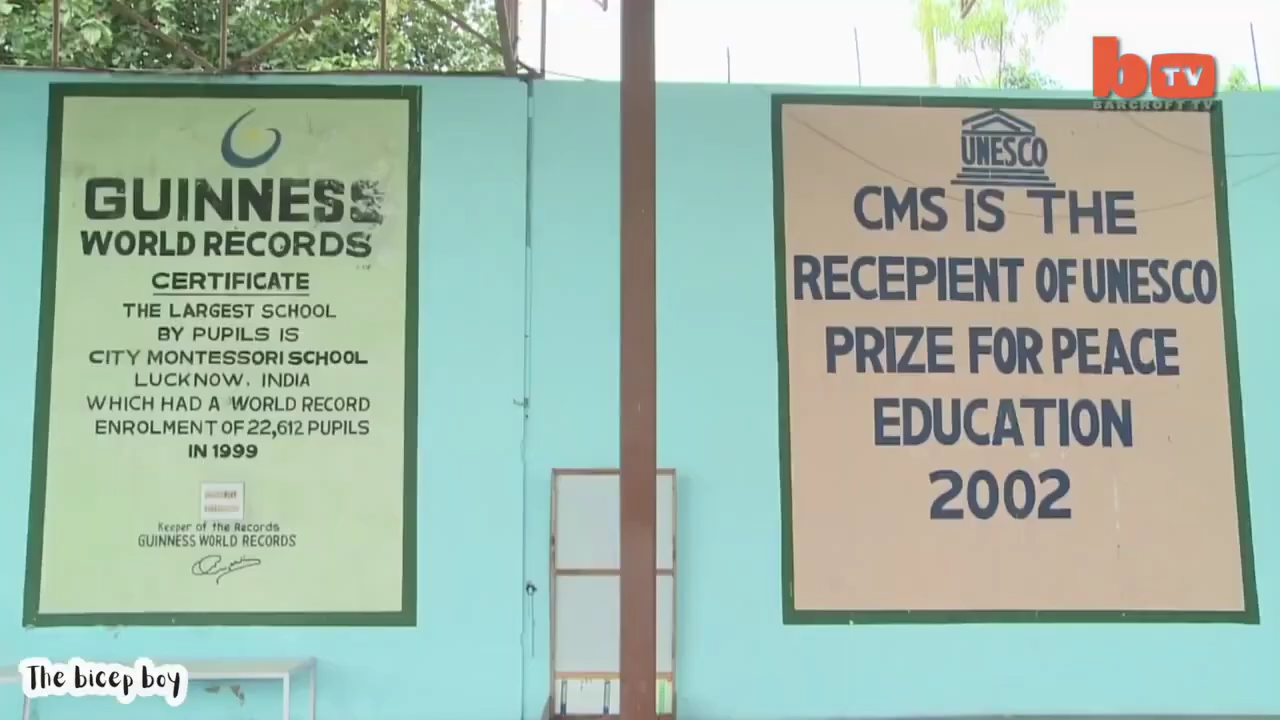 GUINNESS
WORLD RECORDS
CERTIFICATE
THE LARGEST SCHOOL
BY PUPILS IS
CITY MONTESSORI SCHOOL
LUCKNOW, INDIA
WHICH HAD A WORLD RECORD
ENROLMENT OF 22,612 PUPILS
IN 1999
Keeper of the Records
GUINNESS WORLD RECORDS
UNESCO
CMS IS THE
RECEPIENT OF UNESCO
PRIZE FOR PEACE
EDUCATION
2002
b TV
BARCROFT TV
The bicep boy